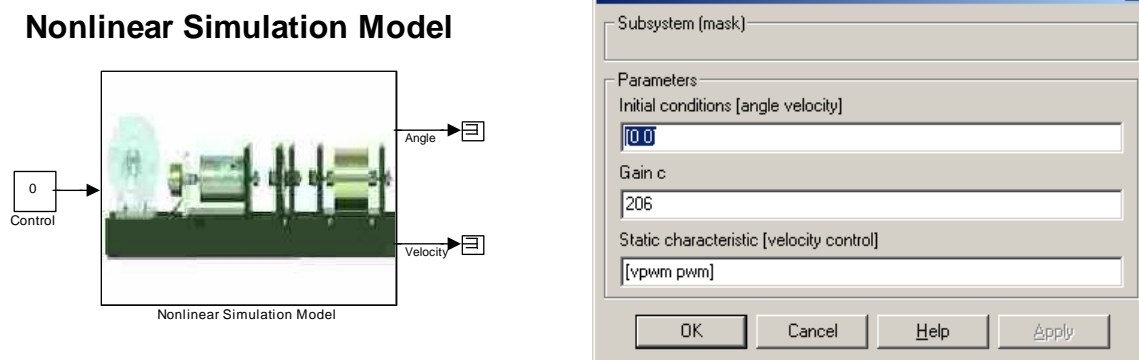 Nonlinear Simulation Model
Angle
0
Control
Velocity
Nonlinear Simulation Model
Subsystem (mask)
Parameters
Initial conditions [angle velocity]
[0 0]
Gain c
206
Static characteristic [velocity control]
[vpwm pwm]
OK Cancel Help Apply